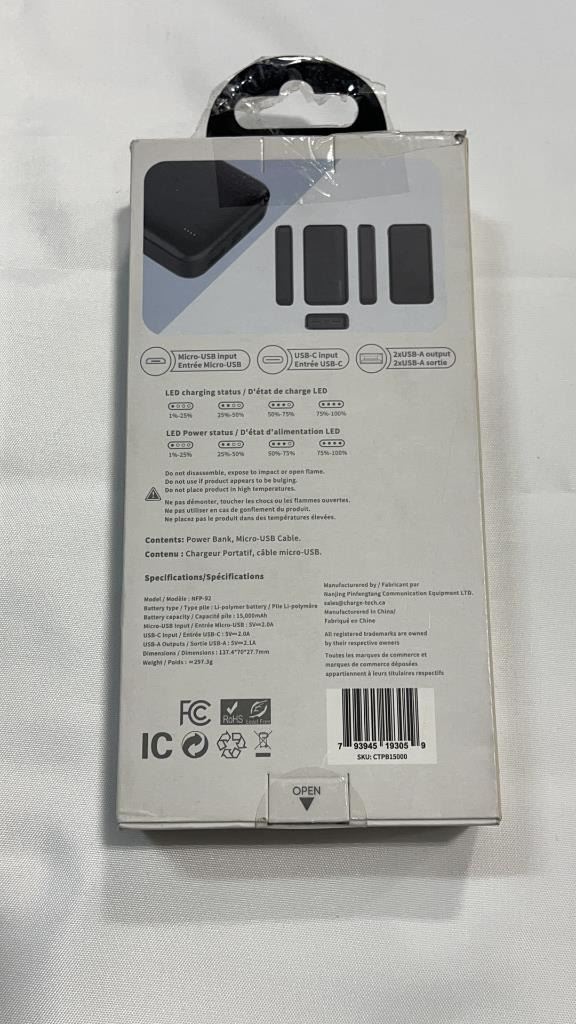 Micro-USB input
Entrée Micro-USB
USB-C input
Entrée USB-C
2xUSB-A output
2xUSB-A sortie
LED charging status / D'état de charge LED
1%-25% 25%-50% 50%-75% 75%-100%
LED Power status / D'état d'alimentation LED
1%-25% 25%-50% 50%-75% 75%-100%
Do not disassemble, expose to impact or open flame.
Do not use if product appears to be bulging.
Do not place product in high temperatures.
Ne pas démonter, toucher les chocs ou les flammes ouvertes.
Ne pas utiliser en cas de gonflement du produit.
Ne placez pas le produit dans des températures élevées.
Contents: Power Bank, Micro-USB Cable.
Contenu : Chargeur Portatif, câble micro-USB.
Specifications/Spécifications
Model / Modèle : NFP-92
Battery type / Type pile : Li-polymer battery / Pile Li-polymère
Battery capacity / Capacité pile : 15,000mAh
Micro-USB Input / Entrée Micro-USB : 5V⎓2.0A
USB-C Input / Entrée USB-C : 5V⎓2.0A
USB-A Outputs / Sortie USB-A : 5V⎓2.1A
Dimensions / Dimensions : 137.4*70*27.7mm
Weight / Poids : ≈297.3g
Manufacturered by / Fabricant par
Nanjing Pinfengtang Communication Equipment LTD.
sales@charge-tech.ca
Manufacturered In China/
Fabriqué en Chine
All registered trademarks are owned
by their respective owners
Toutes les marques de commerce et
marques de commerce déposées
appartiennent à leurs titulaires respectifs
FC
RoHS
Lead Free
IC
7 93945 19305 9
SKU: CTPB15000
OPEN